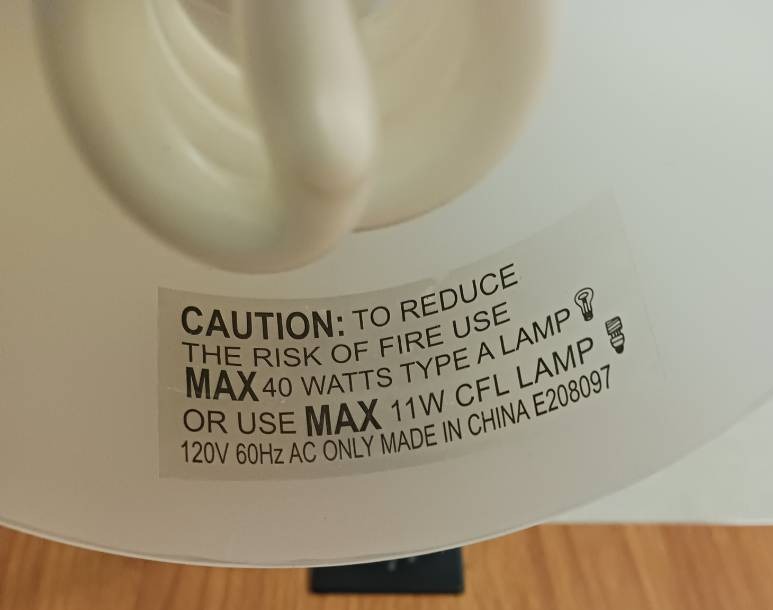 CAUTION: TO REDUCE
THE RISK OF FIRE USE
MAX 40 WATTS TYPE A LAMP
OR USE MAX 11W CFL LAMP
120V 60Hz AC ONLY MADE IN CHINA E208097